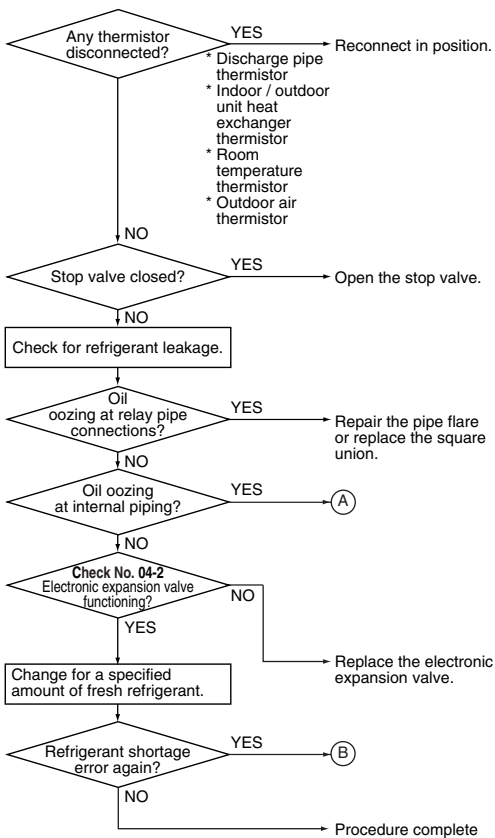 Any thermistor
disconnected?
YES
Reconnect in position.
* Discharge pipe
thermistor
* Indoor / outdoor
unit heat
exchanger
thermistor
* Room
temperature
thermistor
* Outdoor air
thermistor
NO
Stop valve closed?
YES
Open the stop valve.
NO
Check for refrigerant leakage.
Oil
oozing at relay pipe
connections?
YES
Repair the pipe flare
or replace the square
union.
NO
Oil oozing
at internal piping?
YES
A
NO
Check No. 04-2
Electronic expansion valve
functioning?
NO
YES
Replace the electronic
expansion valve.
Change for a specified
amount of fresh refrigerant.
Refrigerant shortage
error again?
YES
B
NO
Procedure complete